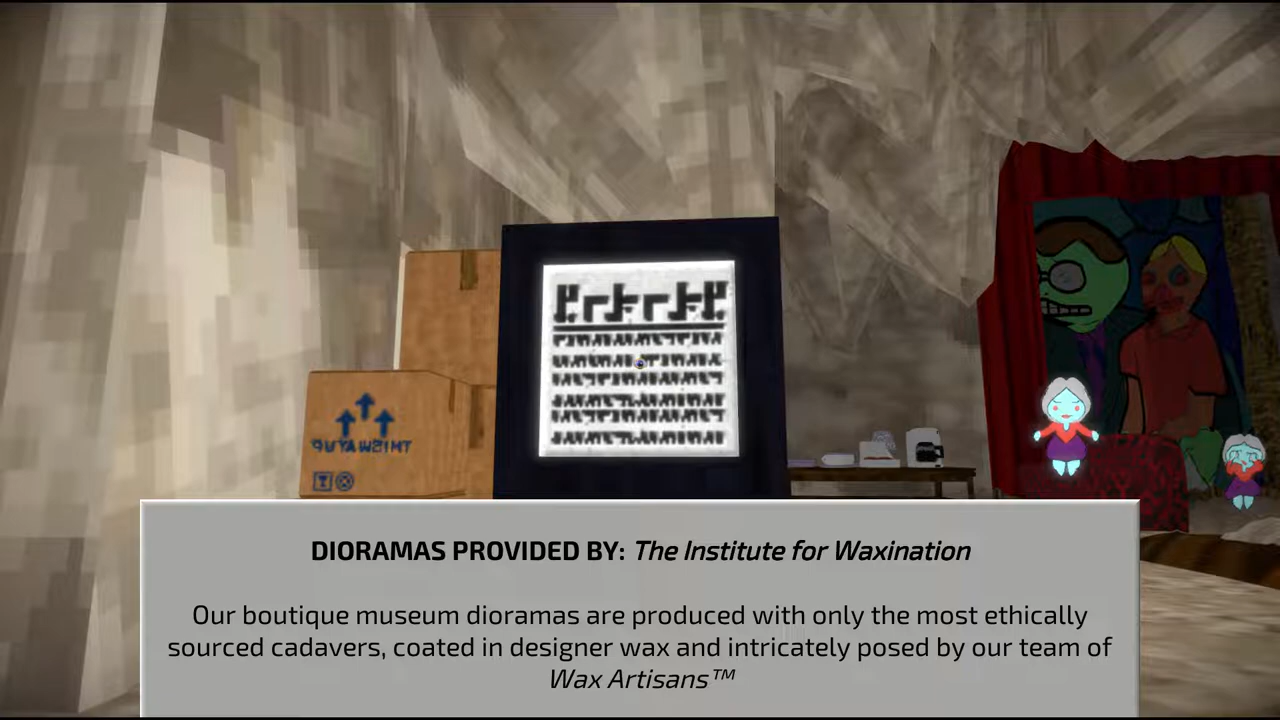 DIORAMAS PROVIDED BY: The Institute for Waxination
Our boutique museum dioramas are produced with only the most ethically
sourced cadavers, coated in designer wax and intricately posed by our team of
Wax Artisans™